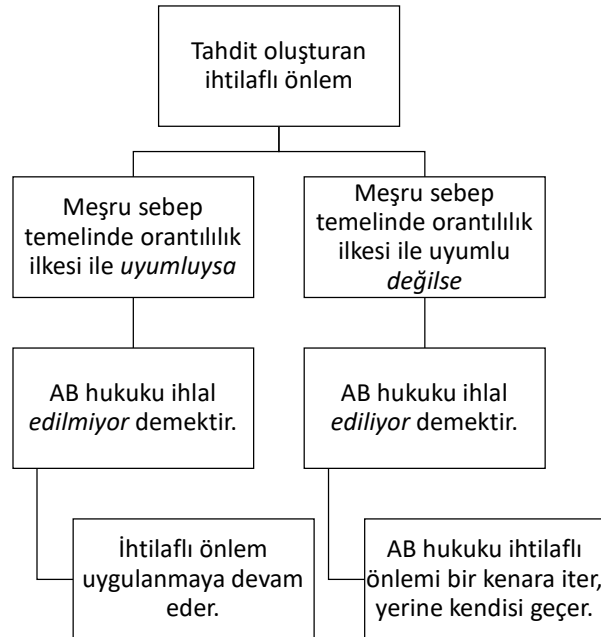 Tahdit oluşturan
ihtilaflı önlem
Meşru sebep
temelinde orantılılık
ilkesi ile uyumluysa
Meşru sebep
temelinde orantılılık
ilkesi ile uyumlu
değilse
AB hukuku ihlal
edilmiyor demektir.
AB hukuku ihlal
ediliyor demektir.
İhtilaflı önlem
uygulanmaya devam
eder.
AB hukuku ihtilaflı
önlemi bir kenara iter,
yerine kendisi geçer.